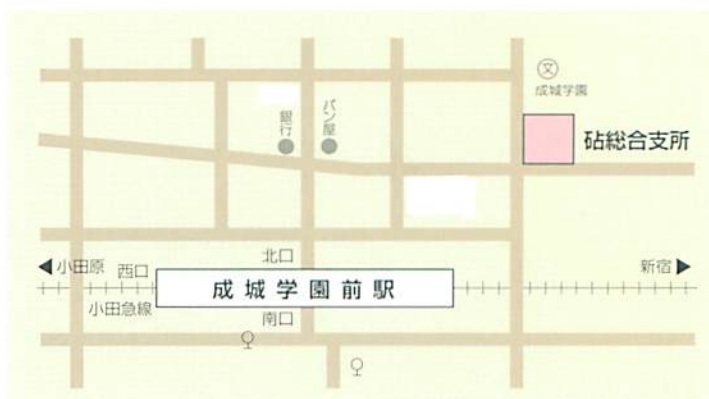 成城学園
銀行
パン屋
砧総合支所
北口
小田原
西口
新宿
成城学園前駅
小田急線
南口